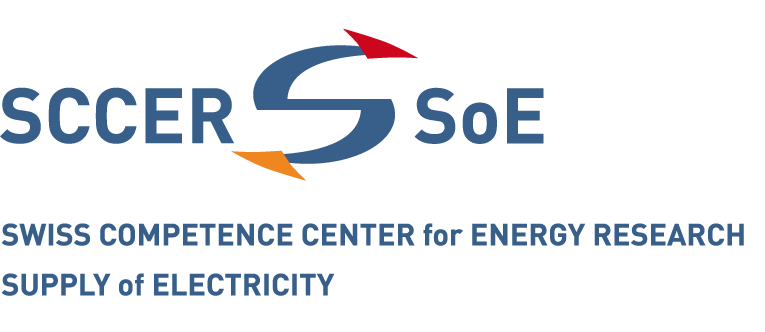 SCCER SoE
SWISS COMPETENCE CENTER for ENERGY RESEARCH
SUPPLY of ELECTRICITY